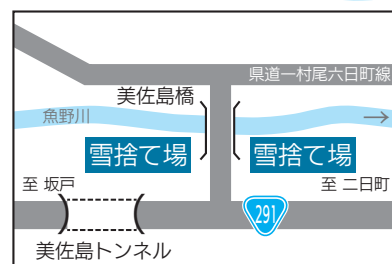 県道一村尾六日町線
美佐島橋
魚野川
雪捨て場
雪捨て場
至 坂戸
至 二日町
291
美佐島トンネル